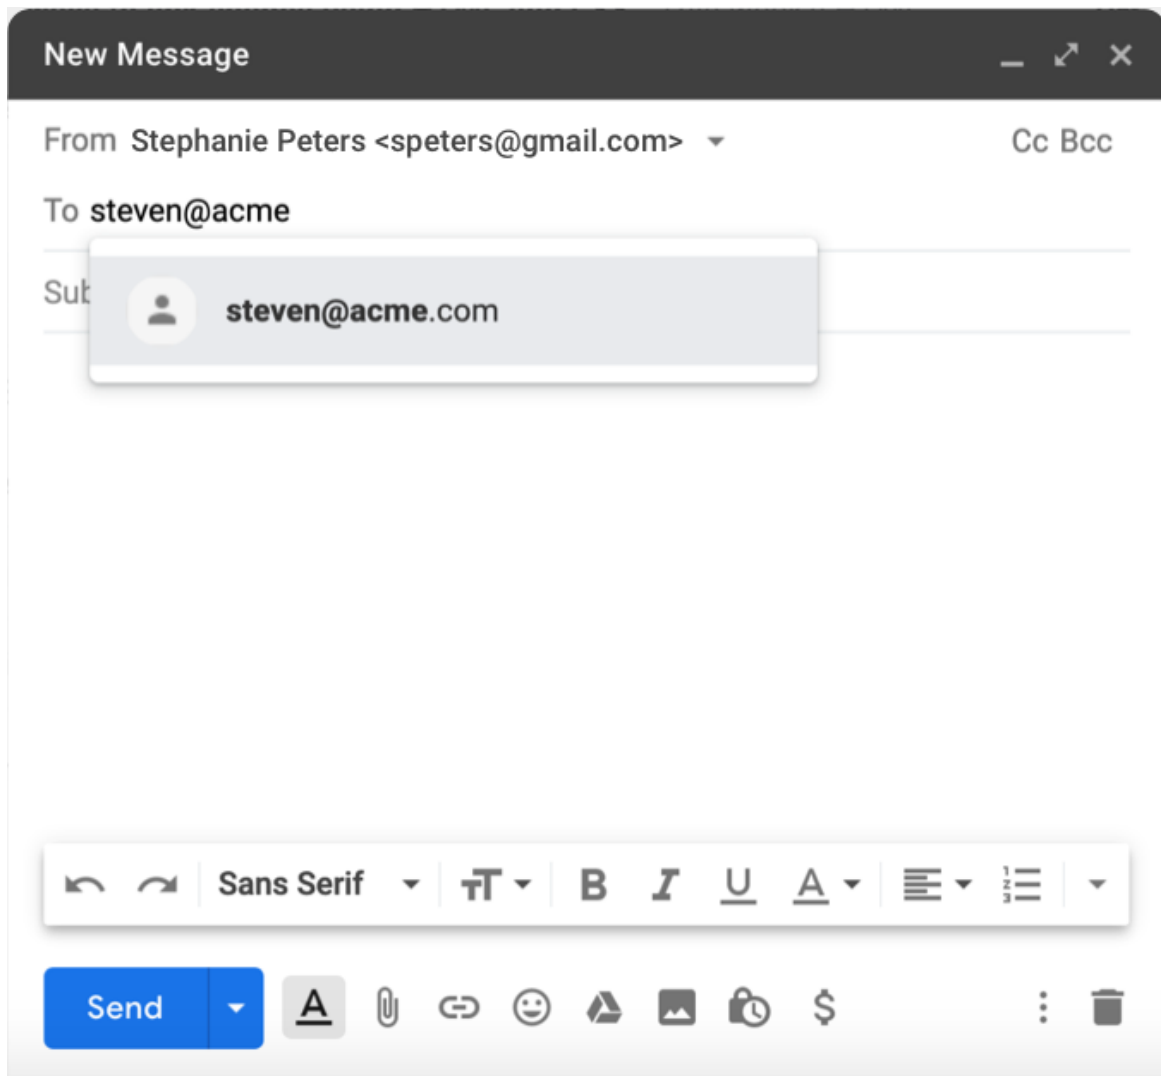 New Message
From Stephanie Peters <speters@gmail.com> Cc Bcc
To steven@acme
Sub
steven@acme.com
Sans Serif
Send